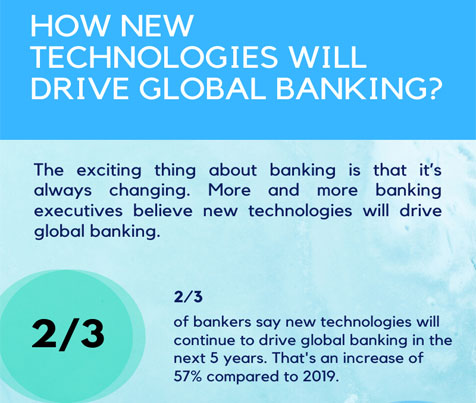 HOW NEW
TECHNOLOGIES WILL
DRIVE GLOBAL BANKING?
The exciting thing about banking is that it's
always changing. More and more banking
executives believe new technologies will drive
global banking.
2/3
2/3
of bankers say new technologies will
continue to drive global banking in the
next 5 years. That's an increase of
57% compared to 2019.